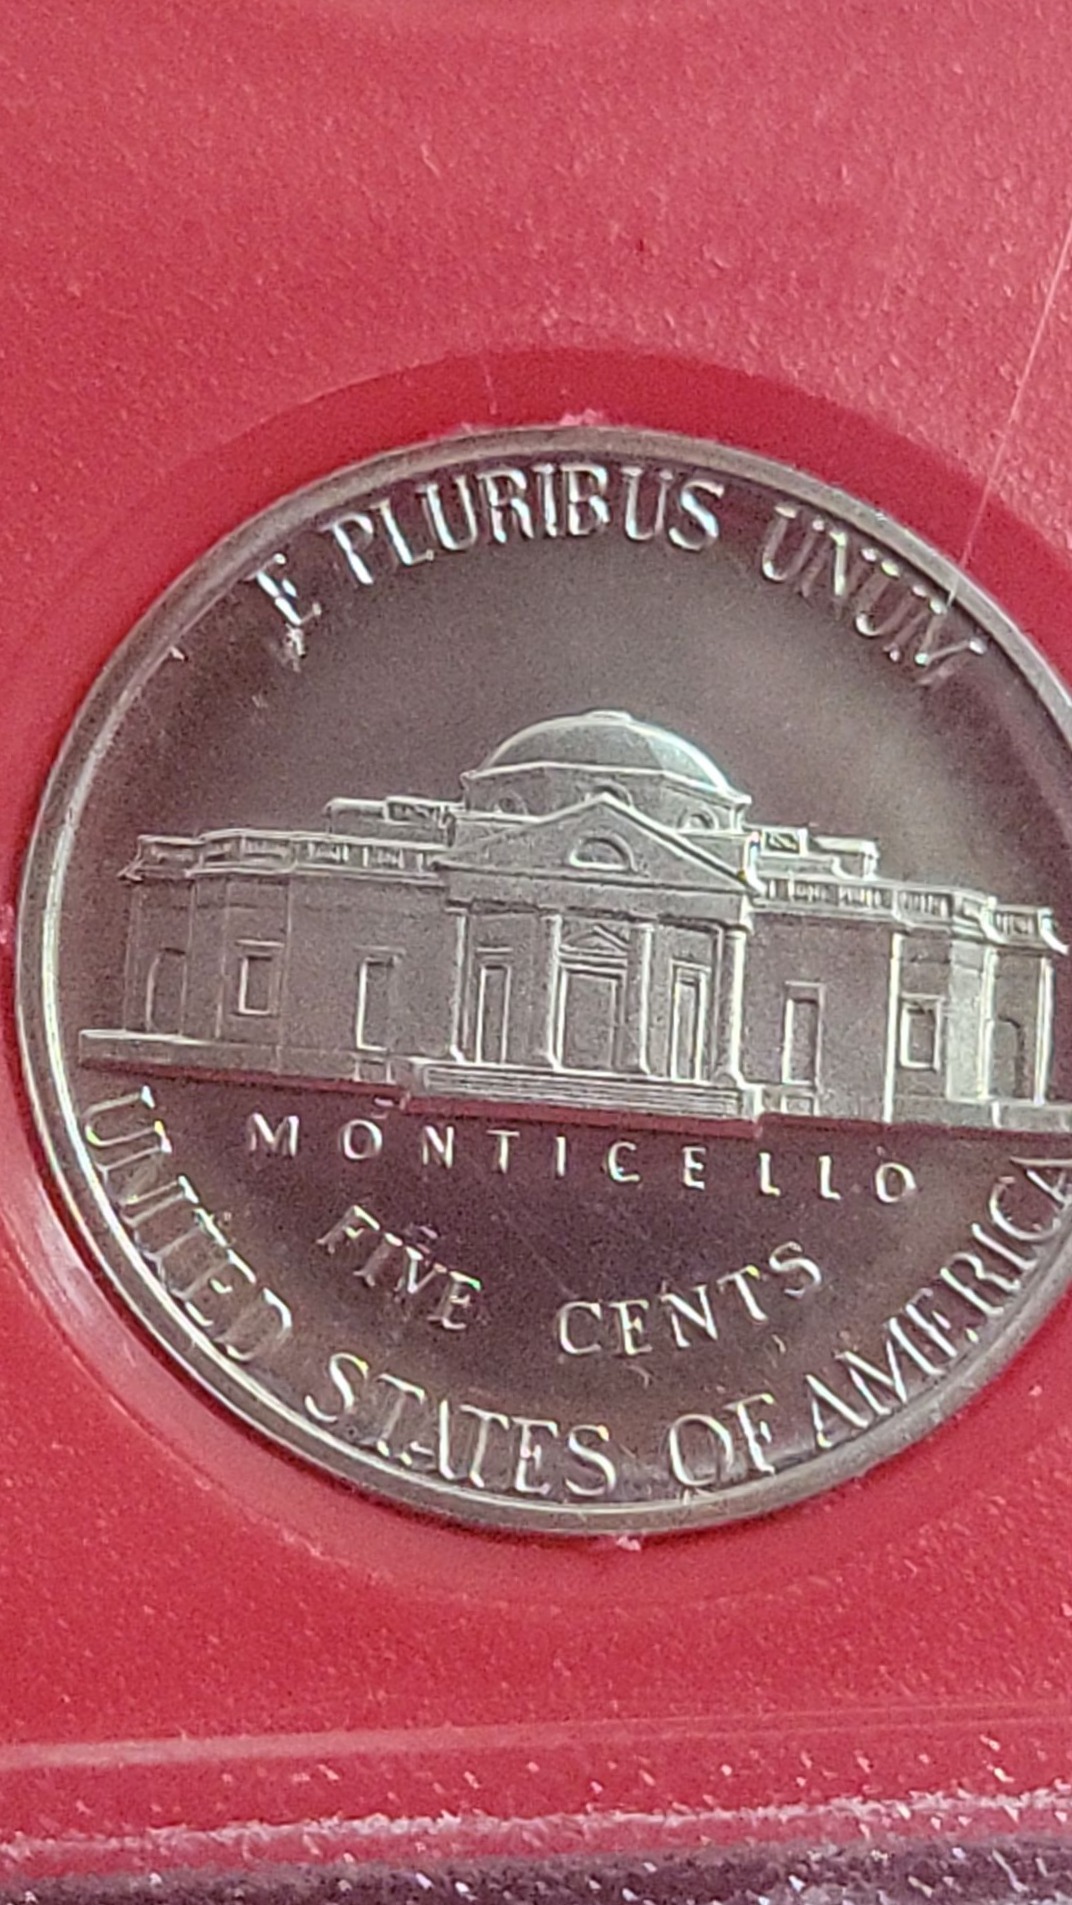 E PLURIBUS UNUM
MONTICELLO
FIVE CENTS
UNITED STATES OF AMERICA